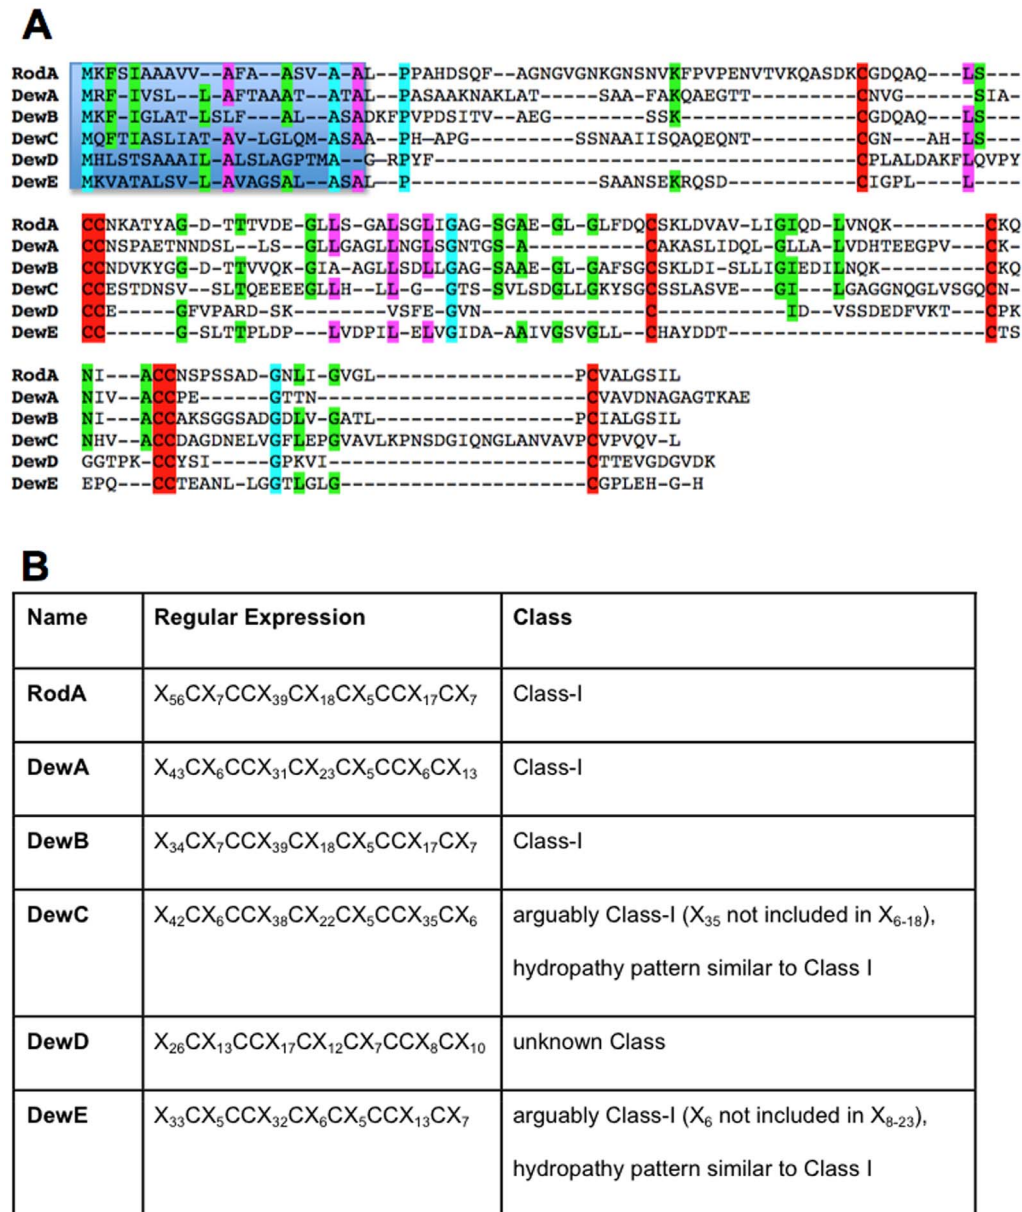 A
RodA MKFSIAAAVV--AFA--ASVA-AL--PPAHDSQF--AGNGVGNKGNSNVKFPVPENVTVKQASDKCGDQAQ---LS---
DewA MRF-IVSL--L-AFTAAAT--ATAL--PASAAKNAKLAT-----SAA-FAKQAEGTT---------CNVG------SIA-
DewB MKF-IGLAT-LSLF---AL--ASADKFPVPDSITV--AEG--------SSK---------------CGDQAQ---LS---
DewC MQFTIASLIAT-AV-LGLQM-ASAA--PH-APG---------SSNAAIISQAQEQNT---------CGN---AH-LS---
DewD MHLSTSAAAILALSLAGPTMA--G-RPYF------------------------------------CPLALDAKFLQVPY
DewE MKVATALSV-L-AVAGSAL--ASAL--P----------------SAANSEKRQSD-----------CIGPL----L----
RodA CCNKATYAG-D-TTTVDE-GLLS-GALSGLIGAG-SGAE-GL-GLFDQCSKLDVAV-LIGIQD-LVNQK---------CKQ
DewA CCNSPAETNNDSL--LS--GLLGAGLLNGLSGNTGS-A----------CAKASLIDQL-GLLA-LVDHTEEGPV---CK-
DewB CCNDVKYGG-D-TTVVQK-GIA-AGLLSDLLGAG-SAAE-GL-GAFSGCSKLDI-SLLIGIEDILNQK---------CKQ
DewC CCESTDNSV---SLTQEEEEGLLH--LL-G--GTS-SVLSDGLLGKYSGCSSLASVE---GI---LGAGGNQGLVSGQCN-
DewD CCE-----GFVPARD-SK--------VSFE-GVN--------------C-----------ID--VSSDEDFVKT---CPK
DewE CC------G-SLTTPLDP---LVDPIL-ELVGIDA-AAIVGSVGLL--CHAYDDT----------------------CTS
RodA NI---ACCNSPSSAD-GNLI-GVGL-----------------PCVALGSIL
DewA NIV--ACCPE------GTTN-----------------------CVAVDNAGAGTKAE
DewB NI---ACCAKSGGSADGDLV-GATL-----------------PCIALGSIL
DewC NHV--ACCDAGDNELVGFLEPGVAVLKPNSDGIQNGLANVAVPCVPVQV-L
DewD GGTPK-CCYSI-----GPKVI----------------------CTTEVGDGVDK
DewE EPQ---CCTEANL-LGGTLGLG---------------------CGPLEH-G-H
B
Name Regular Expression Class
RodA X56CX7CCX39CX18CX5CCX17CX7 Class-I
DewA X43CX6CCX31CX23CX5CCX6CX13 Class-I
DewB X34CX7CCX39CX18CX5CCX17CX7 Class-I
DewC X42CX6CCX38CX22CX5CCX35CX6 arguably Class-I (X35 not included in X6-18),
hydropathy pattern similar to Class I
DewD X26CX13CCX17CX12CX7CCX8CX10 unknown Class
DewE X33CX5CCX32CX6CX5CCX13CX7 arguably Class-I (X6 not included in X8-23),
hydropathy pattern similar to Class I